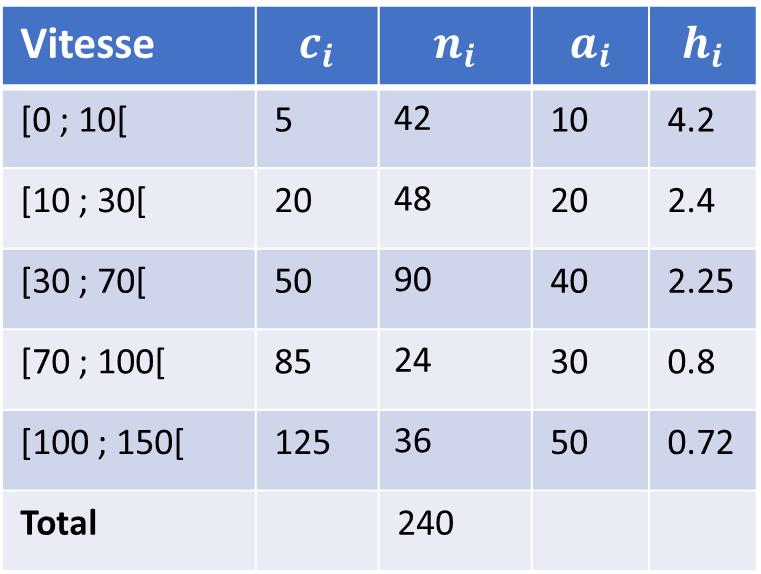 Vitesse c_i n_i a_i h_i
[0 ; 10[ 5 42 10 4.2
[10 ; 30[ 20 48 20 2.4
[30 ; 70[ 50 90 40 2.25
[70 ; 100[ 85 24 30 0.8
[100 ; 150[ 125 36 50 0.72
Total 240